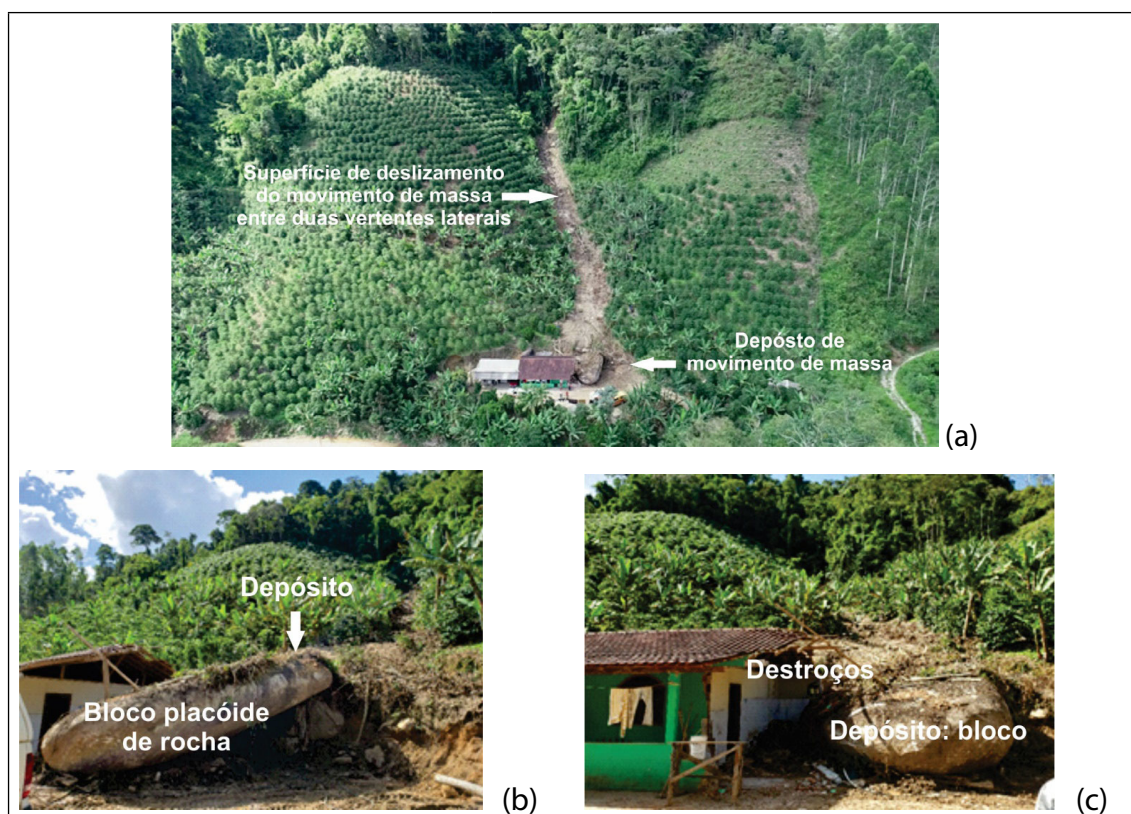 Superfície de deslizamento
do movimento de massa
entre duas vertentes laterais
Depósto de
movimento de massa
(a)
Depósito
Bloco placóide
de rocha
(b)
Destroços
Depósito: bloco
(c)